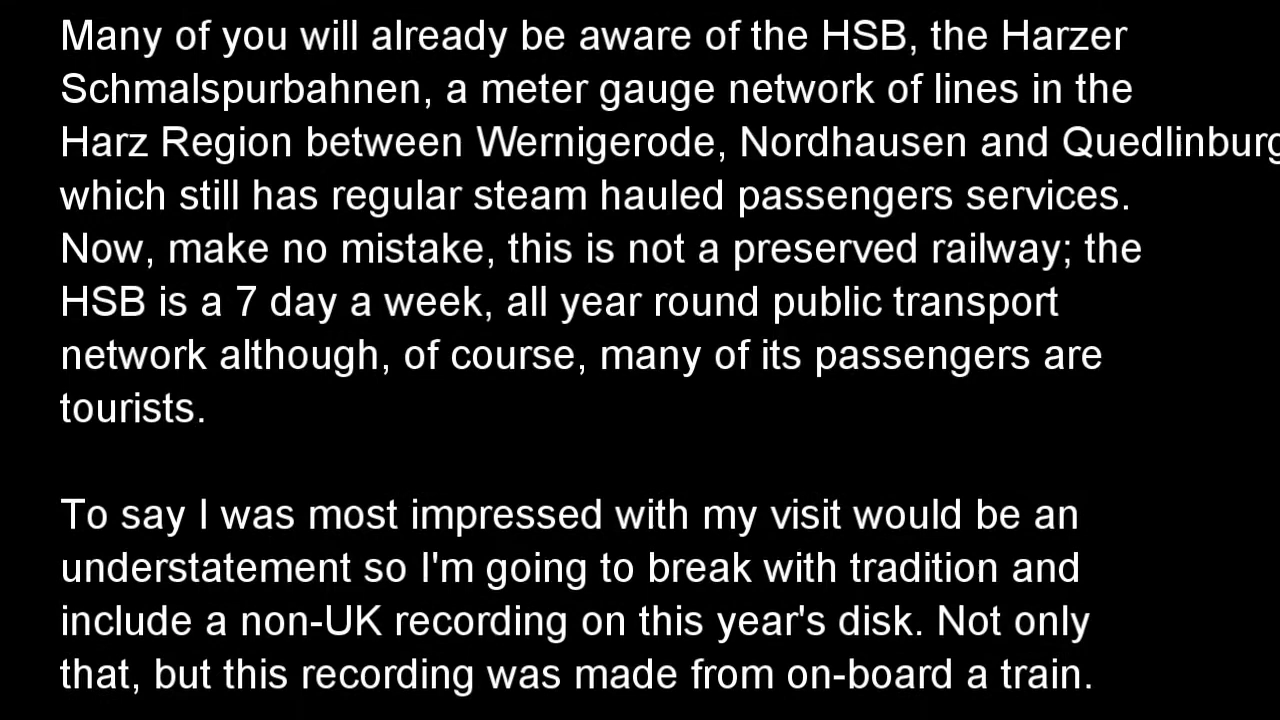 Many of you will already be aware of the HSB, the Harzer
Schmalspurbahnen, a meter gauge network of lines in the
Harz Region between Wernigerode, Nordhausen and Quedlinburg
which still has regular steam hauled passengers services.
Now, make no mistake, this is not a preserved railway; the
HSB is a 7 day a week, all year round public transport
network although, of course, many of its passengers are
tourists.
To say I was most impressed with my visit would be an
understatement so I'm going to break with tradition and
include a non-UK recording on this year's disk. Not only
that, but this recording was made from on-board a train.